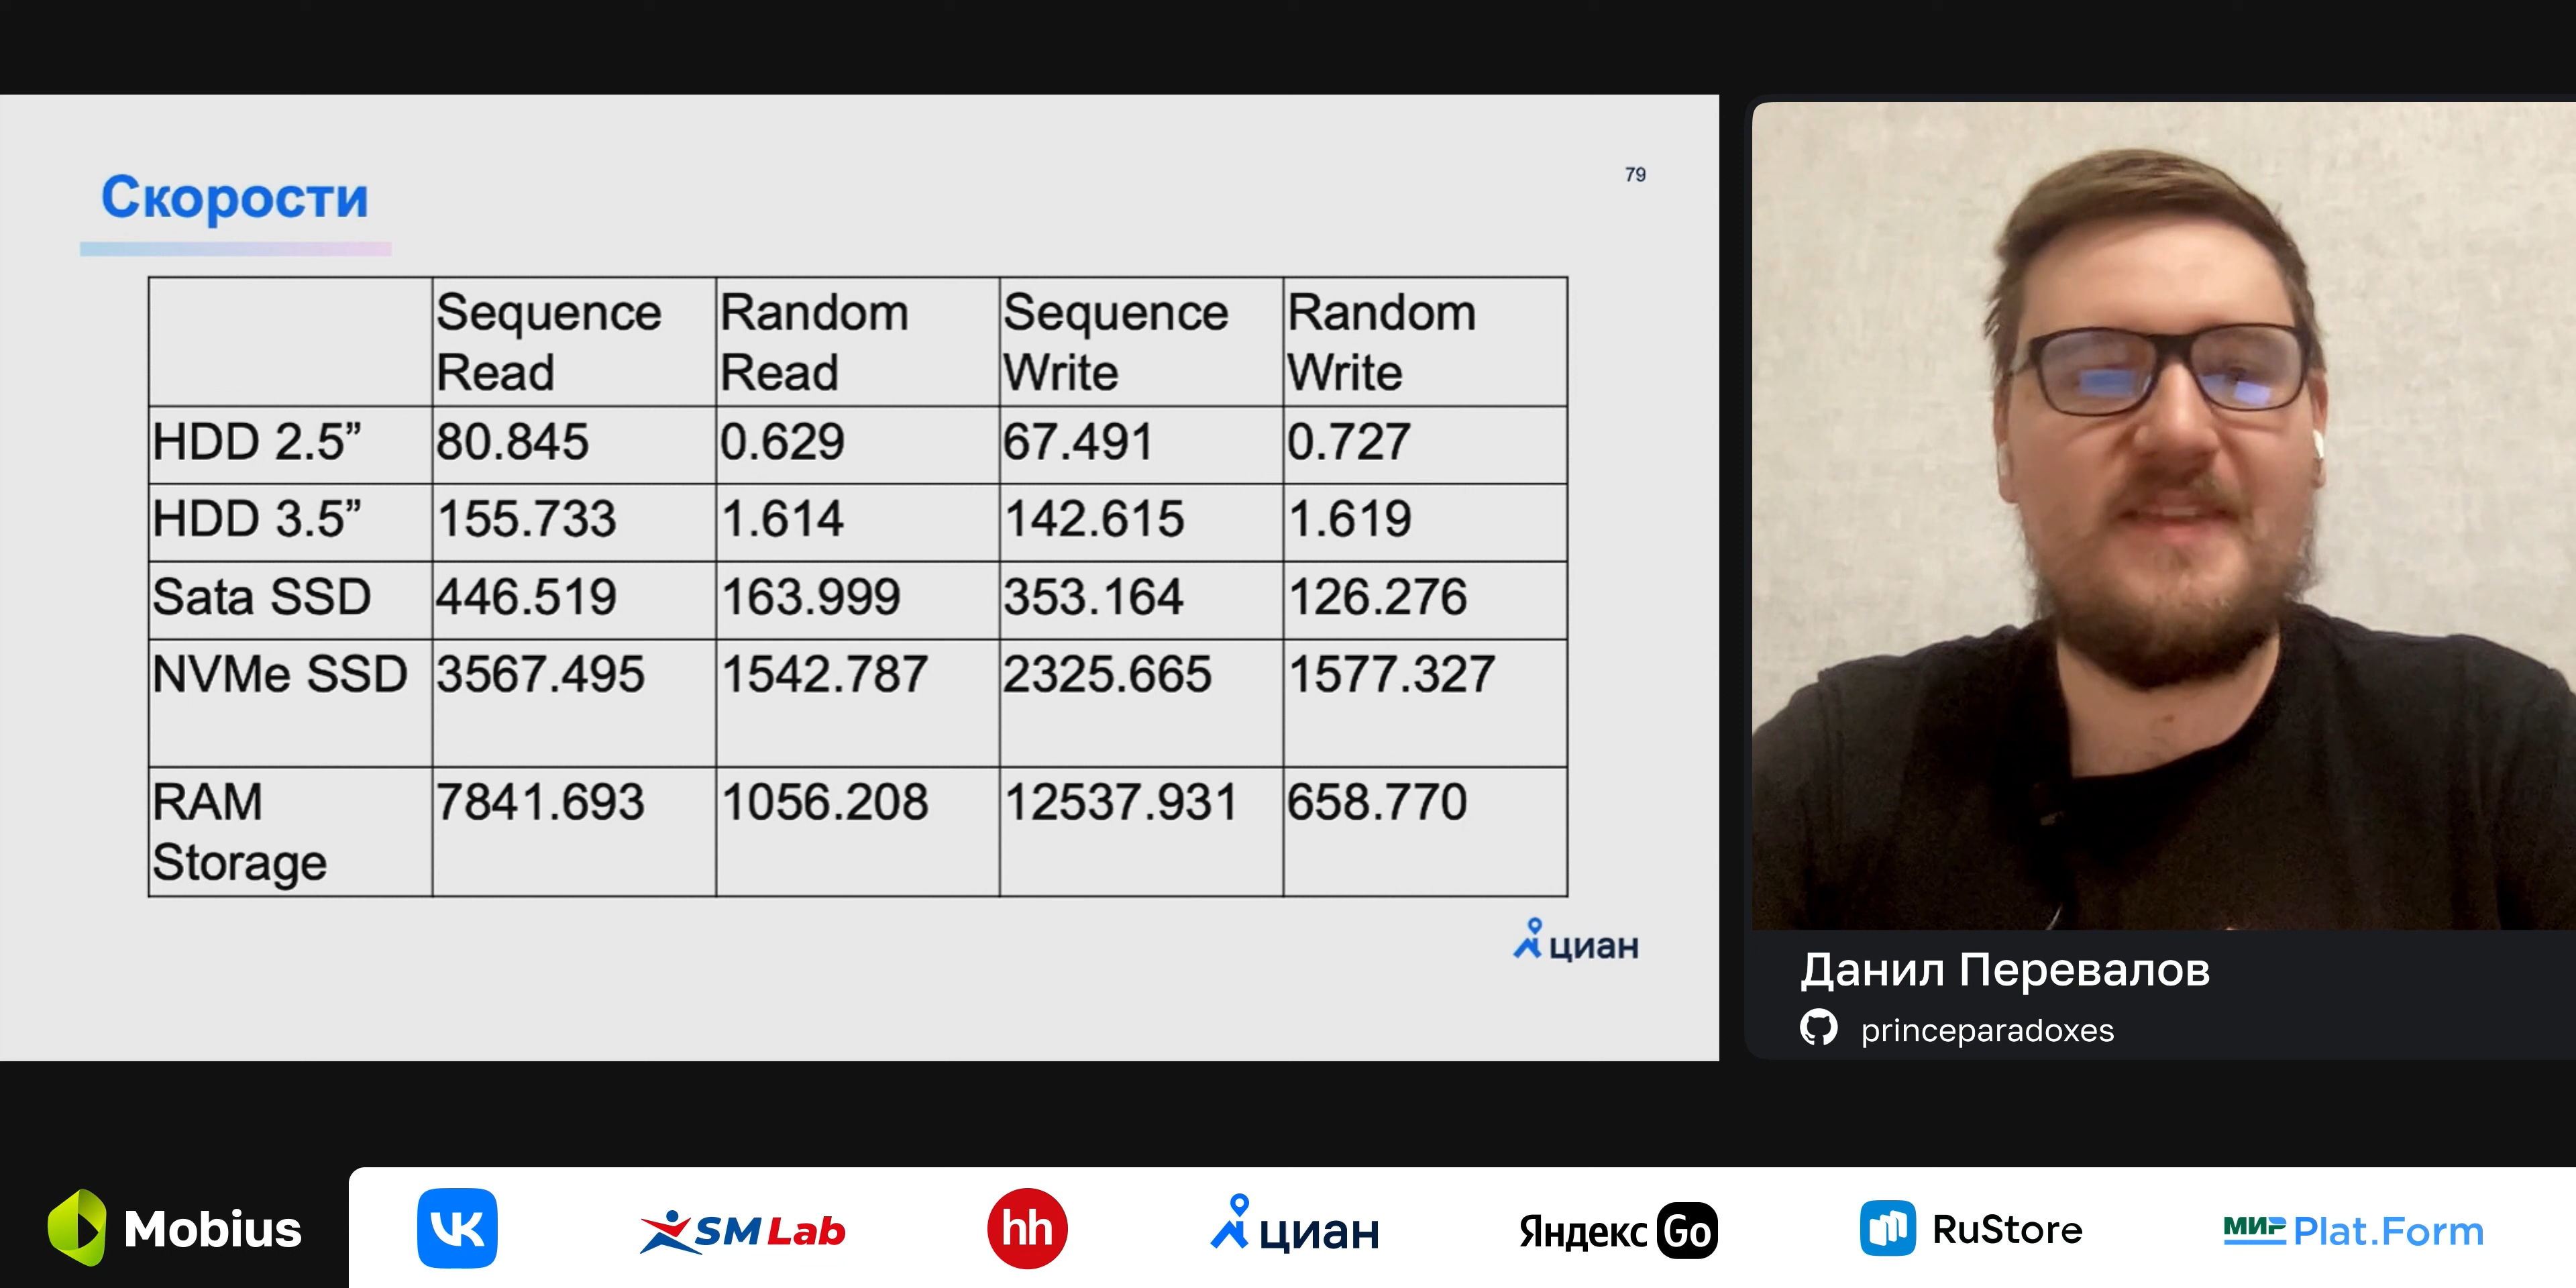 Скорости
79
Sequence Read
Random Read
Sequence Write
Random Write
HDD 2.5” 80.845 0.629 67.491 0.727
HDD 3.5” 155.733 1.614 142.615 1.619
Sata SSD 446.519 163.999 353.164 126.276
NVMe SSD 3567.495 1542.787 2325.665 1577.327
RAM Storage 7841.693 1056.208 12537.931 658.770
циан
Данил Перевалов
princeparadoxes
Mobius
VK
SM Lab
hh
циан
Яндекс Go
RuStore
МИР Plat.Form